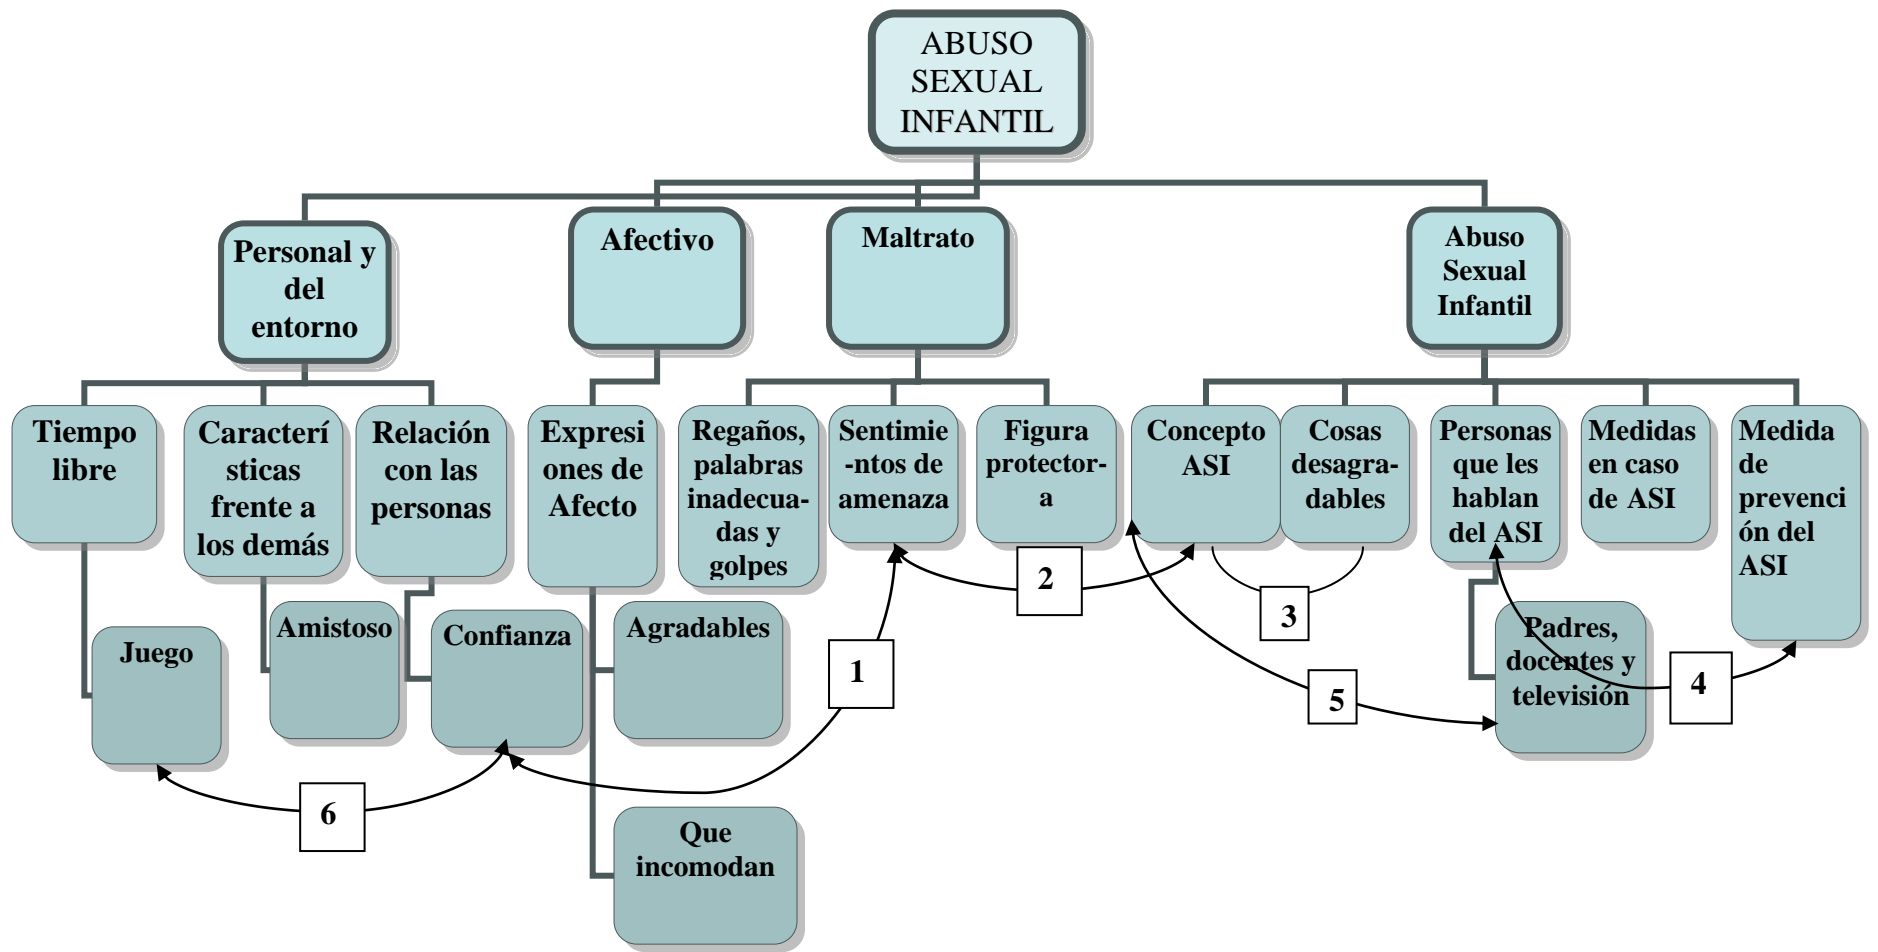 ABUSO
SEXUAL
INFANTIL
Personal y
del
entorno
Afectivo
Maltrato
Abuso
Sexual
Infantil
Tiempo
libre
Caracterí
sticas
frente a
los demás
Relación
con las
personas
Expresi
ones de
Afecto
Regaños,
palabras
inadecua-
das y
golpes
Sentimie
-ntos de
amenaza
Figura
protector-
a
Concepto
ASI
Cosas
desagra-
dables
Personas
que les
hablan
del ASI
Medidas
en caso
de ASI
Medida
de
prevenci
ón del
ASI
Juego
Amistoso
Confianza
Agradables
Que
incomodan
Padres,
docentes y
televisión
1
2
3
4
5
6